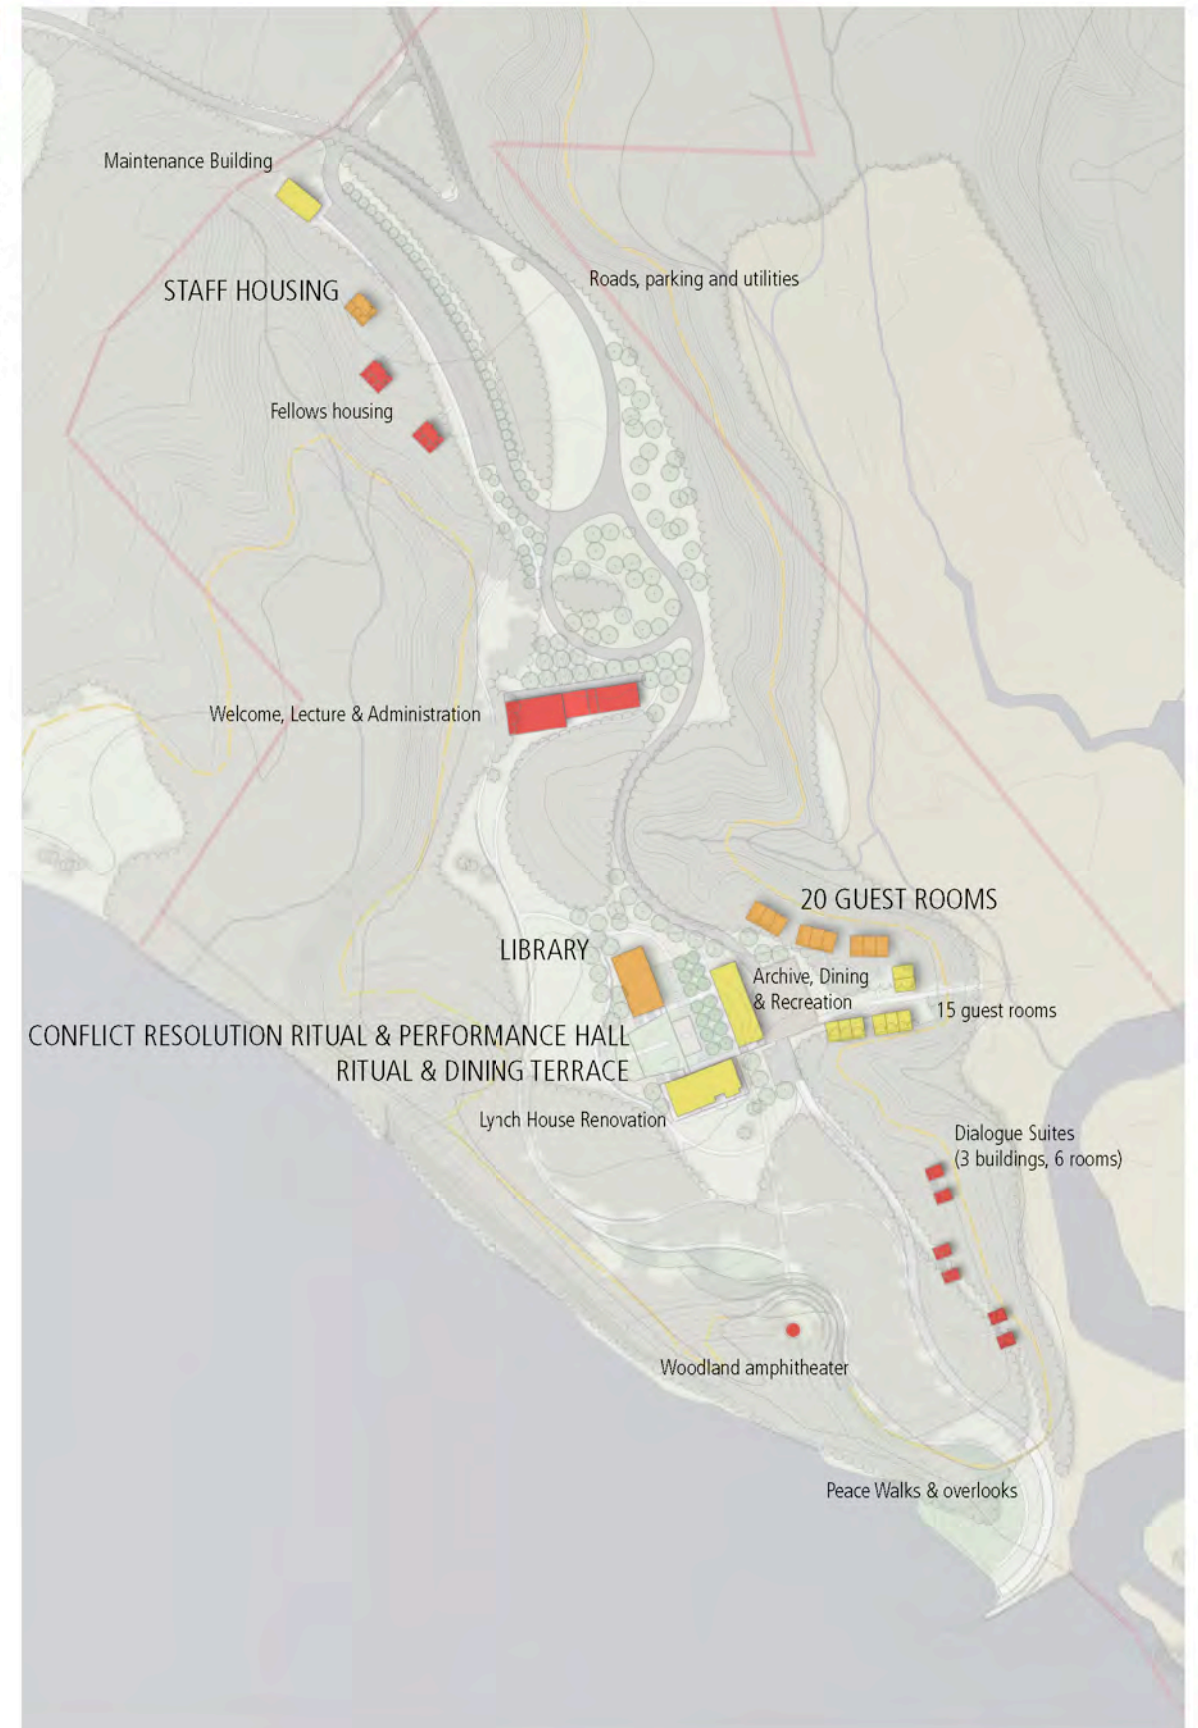 Maintenance Building
STAFF HOUSING
Roads, parking and utilities
Fellows housing
Welcome, Lecture & Administration
20 GUEST ROOMS
LIBRARY
Archive, Dining
& Recreation
15 guest rooms
CONFLICT RESOLUTION RITUAL & PERFORMANCE HALL
RITUAL & DINING TERRACE
Lynch House Renovation
Dialogue Suites
(3 buildings, 6 rooms)
Woodland amphitheater
Peace Walks & overlooks